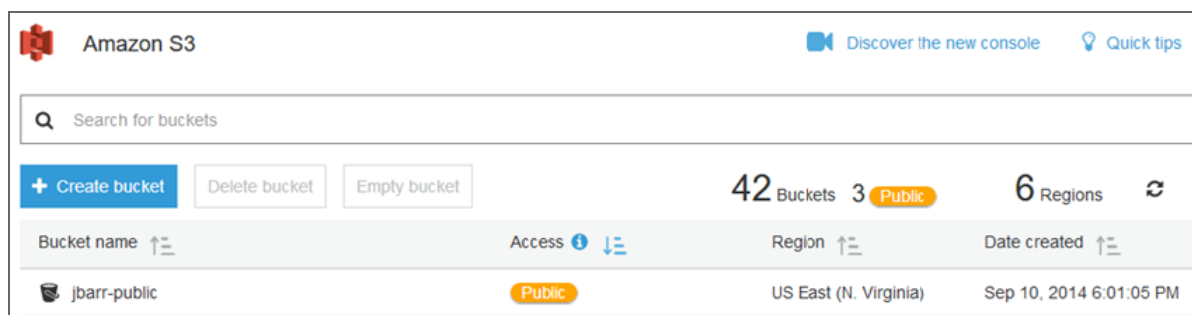 Amazon S3 Discover the new console Quick tips
Search for buckets
+ Create bucket Delete bucket Empty bucket 42 Buckets 3 Public 6 Regions
Bucket name Access Region Date created
jbarr-public Public US East (N. Virginia) Sep 10, 2014 6:01:05 PM